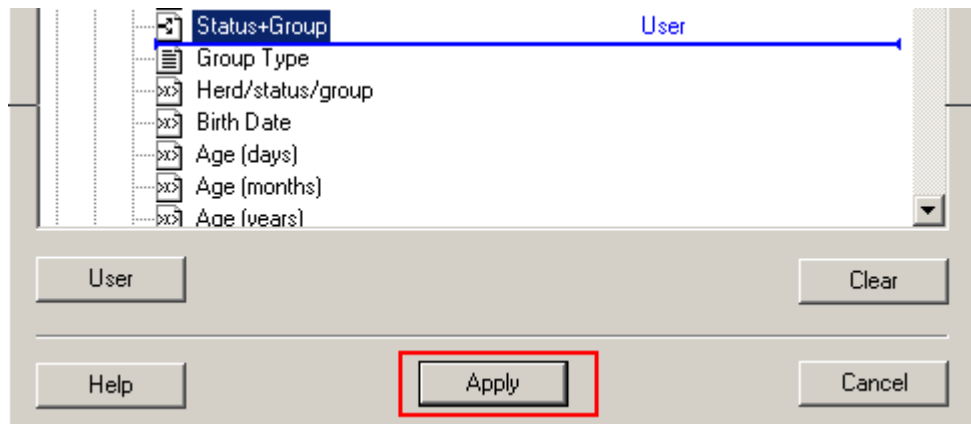 Status+Group User
Group Type
Herd/status/group
Birth Date
Age (days)
Age (months)
Age (years)
User Clear
Help Apply Cancel